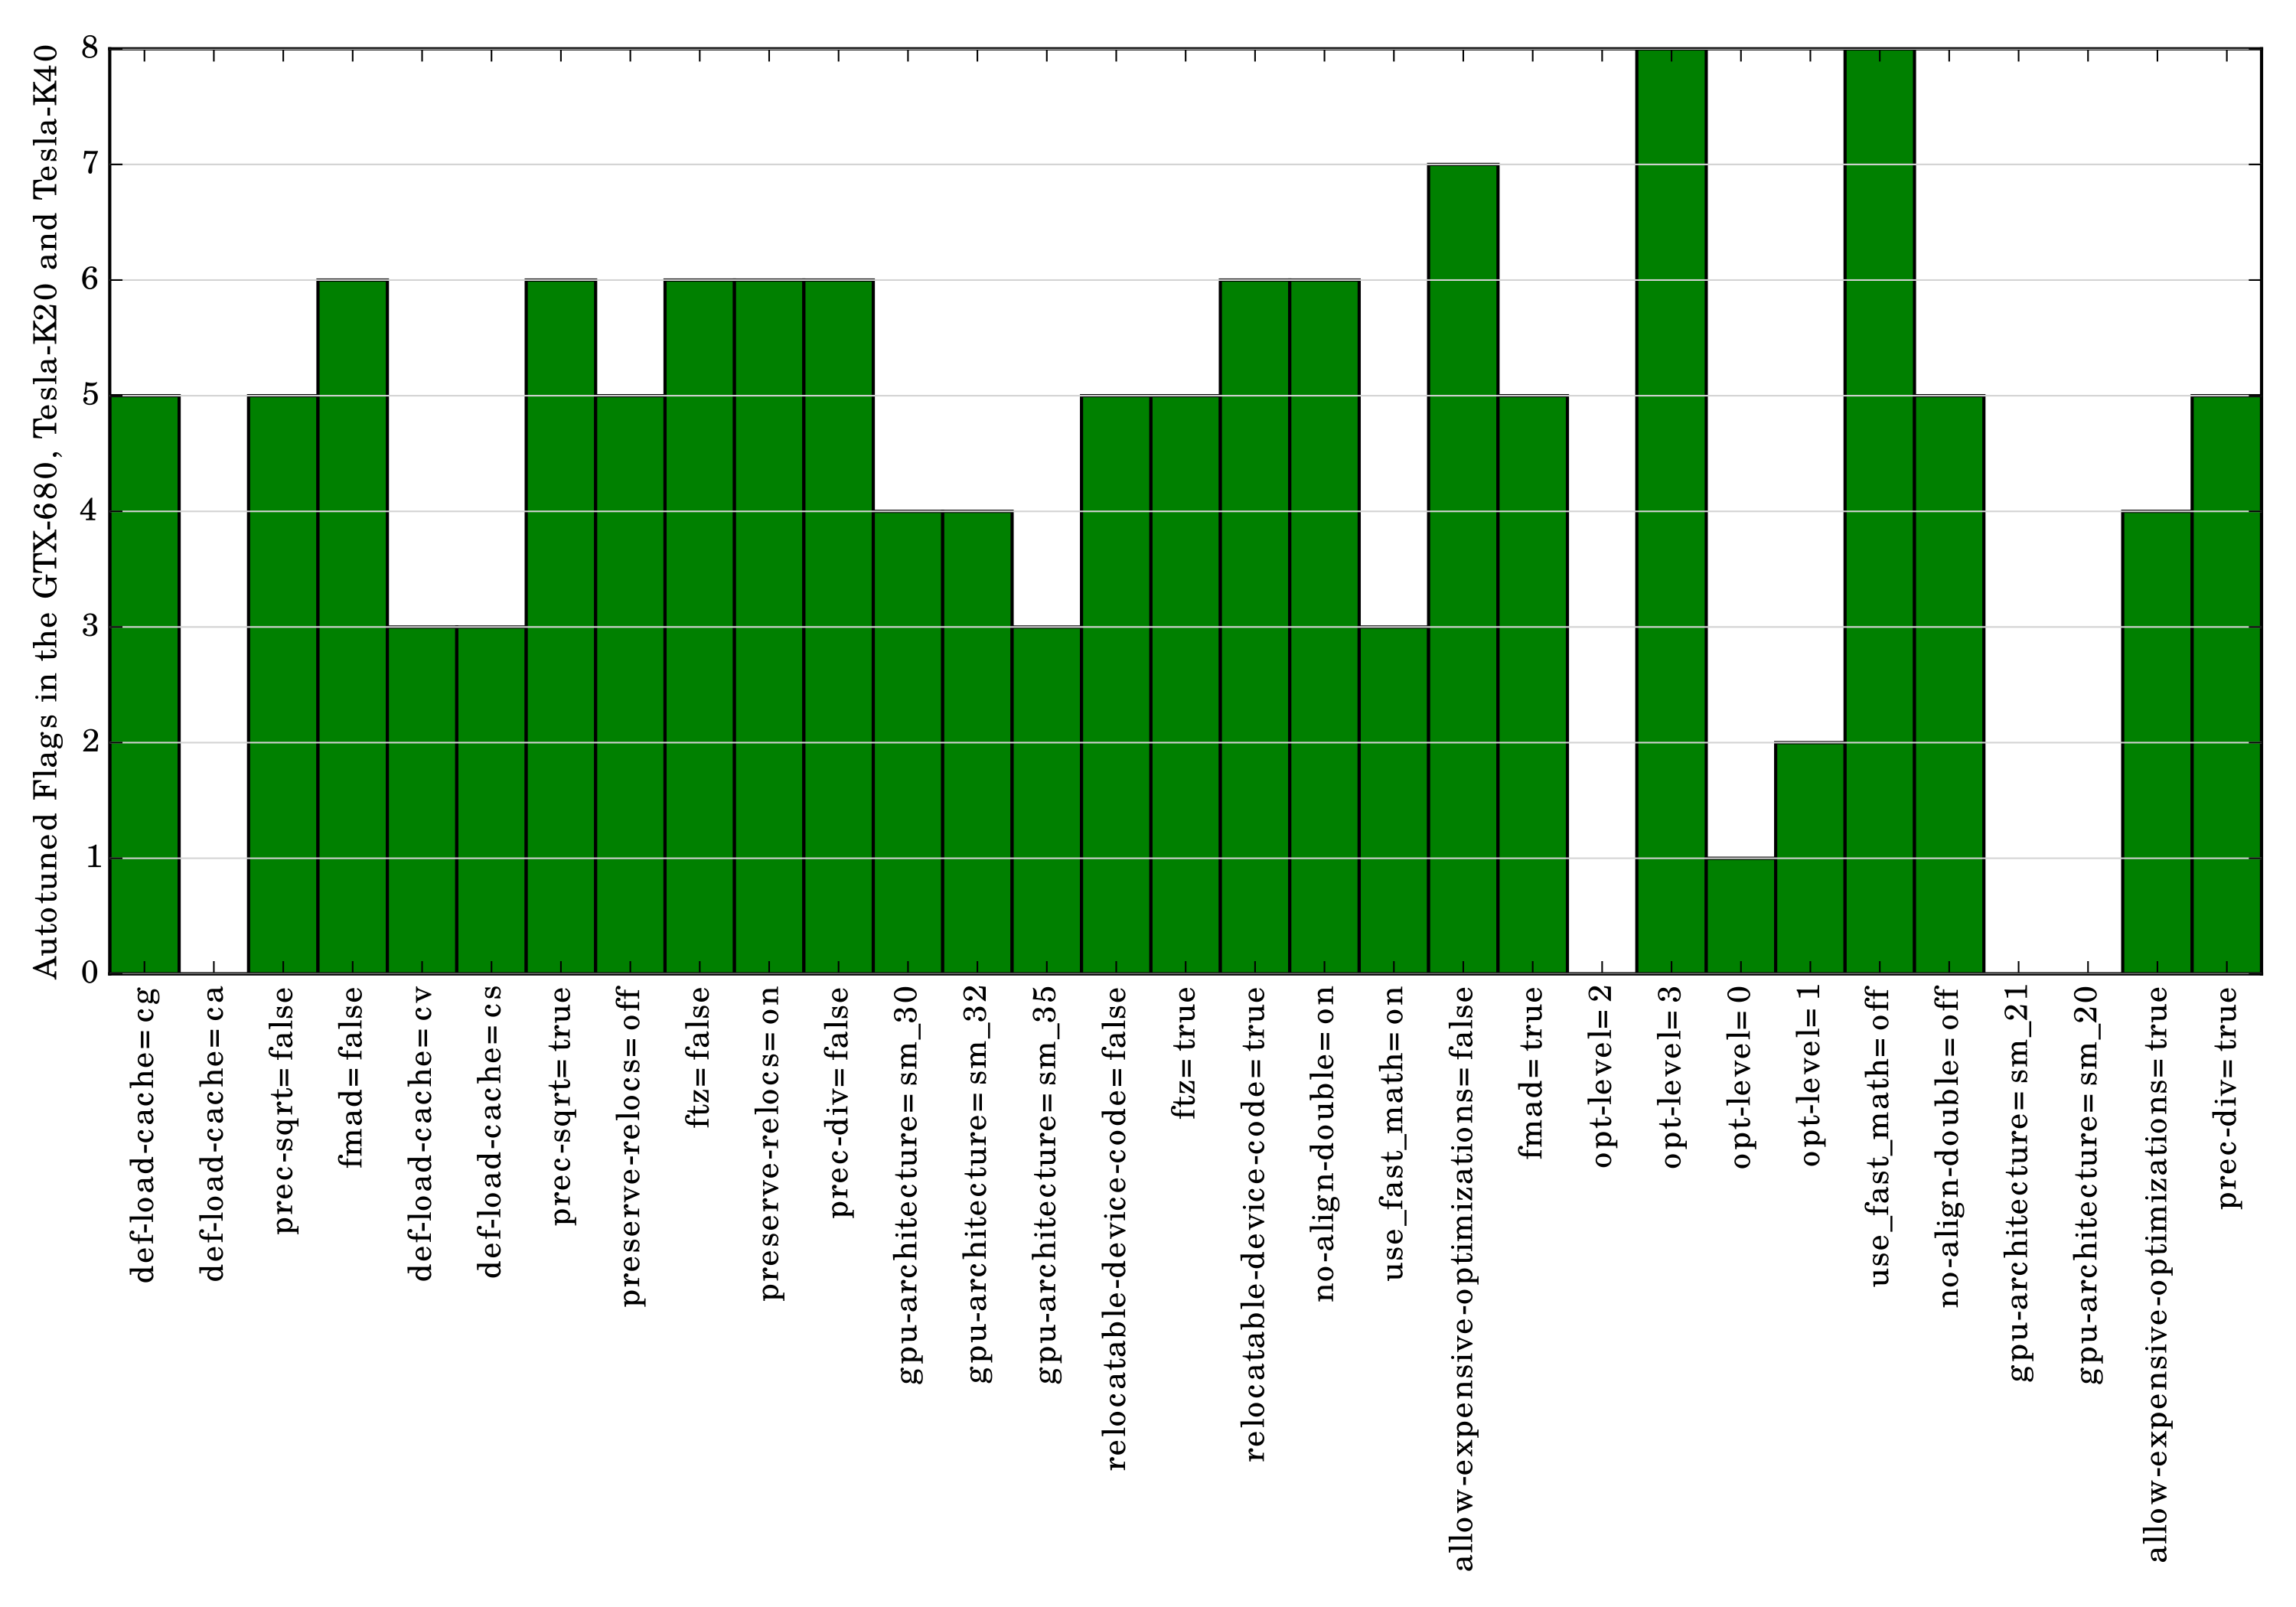 Autotuned Flags in the GTX-680, Tesla-K20 and Tesla-K40
8
7
6
5
4
3
2
1
0
def-load-cache=cg
def-load-cache=ca
prec-sqrt=false
fmad=false
def-load-cache=cv
def-load-cache=cs
prec-sqrt=true
preserve-relocs=off
ftz=false
preserve-relocs=on
prec-div=false
gpu-architecture=sm_30
gpu-architecture=sm_32
gpu-architecture=sm_35
relocatable-device-code=false
ftz=true
relocatable-device-code=true
no-align-double=on
use_fast_math=on
allow-expensive-optimizations=false
fmad=true
opt-level=2
opt-level=3
opt-level=0
opt-level=1
use_fast_math=off
no-align-double=off
gpu-architecture=sm_21
gpu-architecture=sm_20
allow-expensive-optimizations=true
prec-div=true